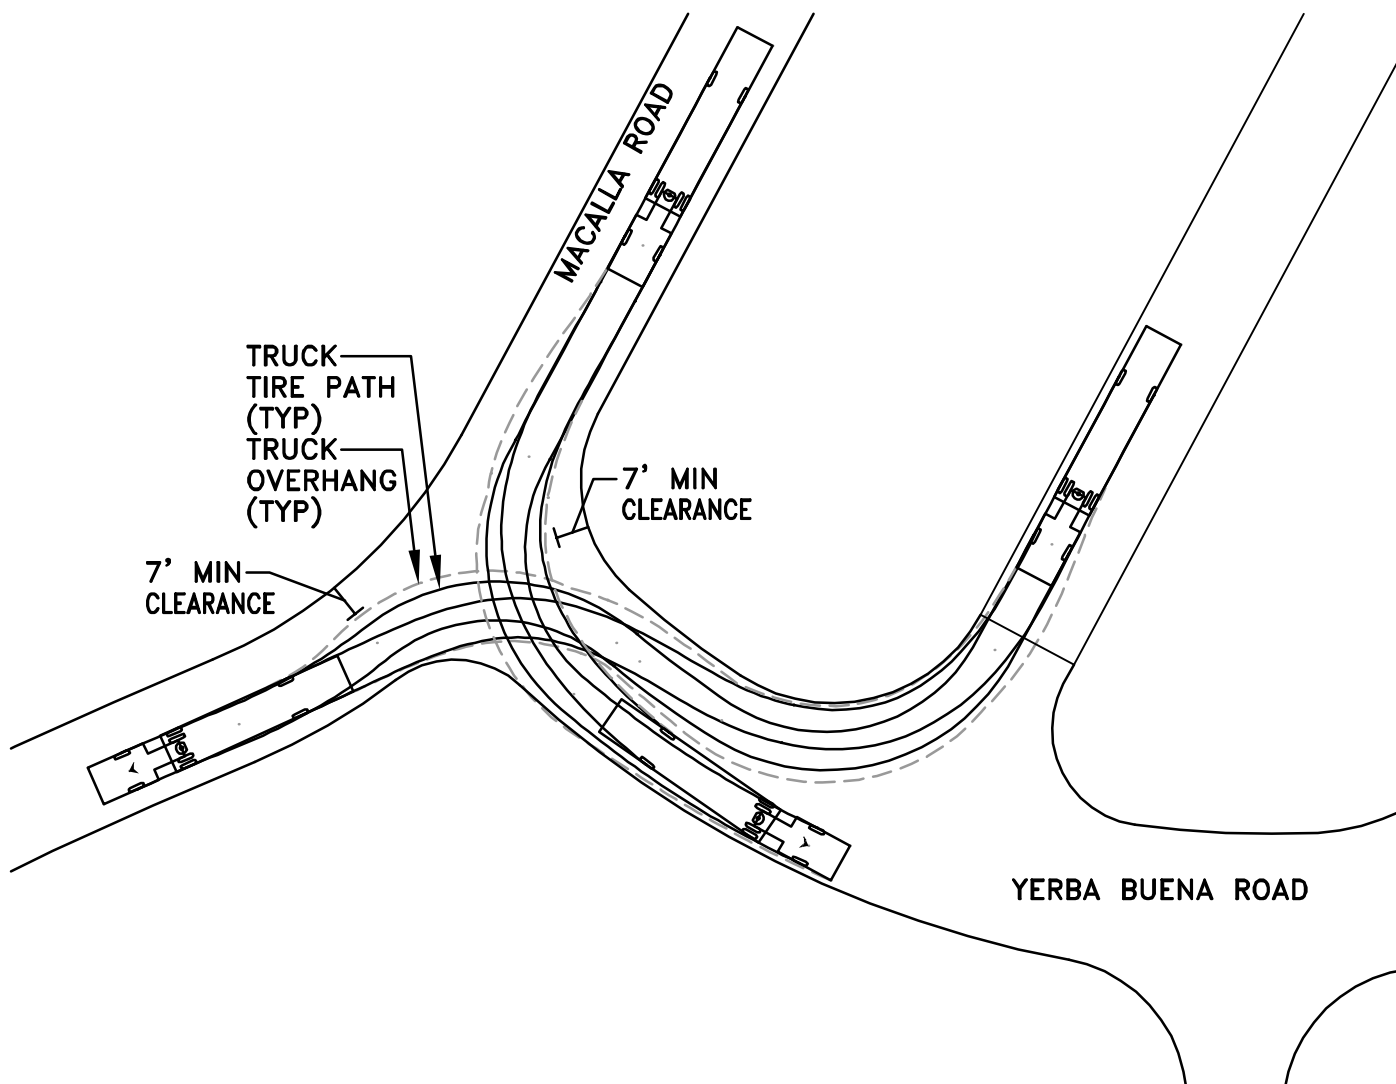 MACALLA ROAD
TRUCK
TIRE PATH
(TYP)
TRUCK
OVERHANG
(TYP)
7' MIN
CLEARANCE
7' MIN
CLEARANCE
YERBA BUENA ROAD